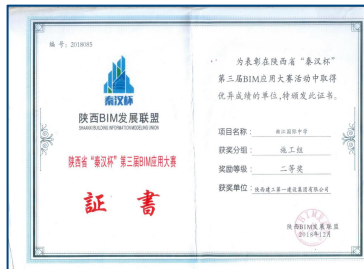 编 号：2018085
秦汉杯
陕西BIM发展联盟
SHAANXI BUILDING INFORMATION MODELING UNION
陕西省“秦汉杯”第三届BIM应用大赛
証 書
为表彰在陕西省“秦汉杯”
第三届BIM应用大赛活动中取得
优异成绩的单位，特颁发此证书。
项目名称： 曲江国际中学
获奖分组： 施工组
奖励等级： 二等奖
获奖单位： 陕西建工第一建设集团有限公司
陕西BIM发展联盟
2018年12月